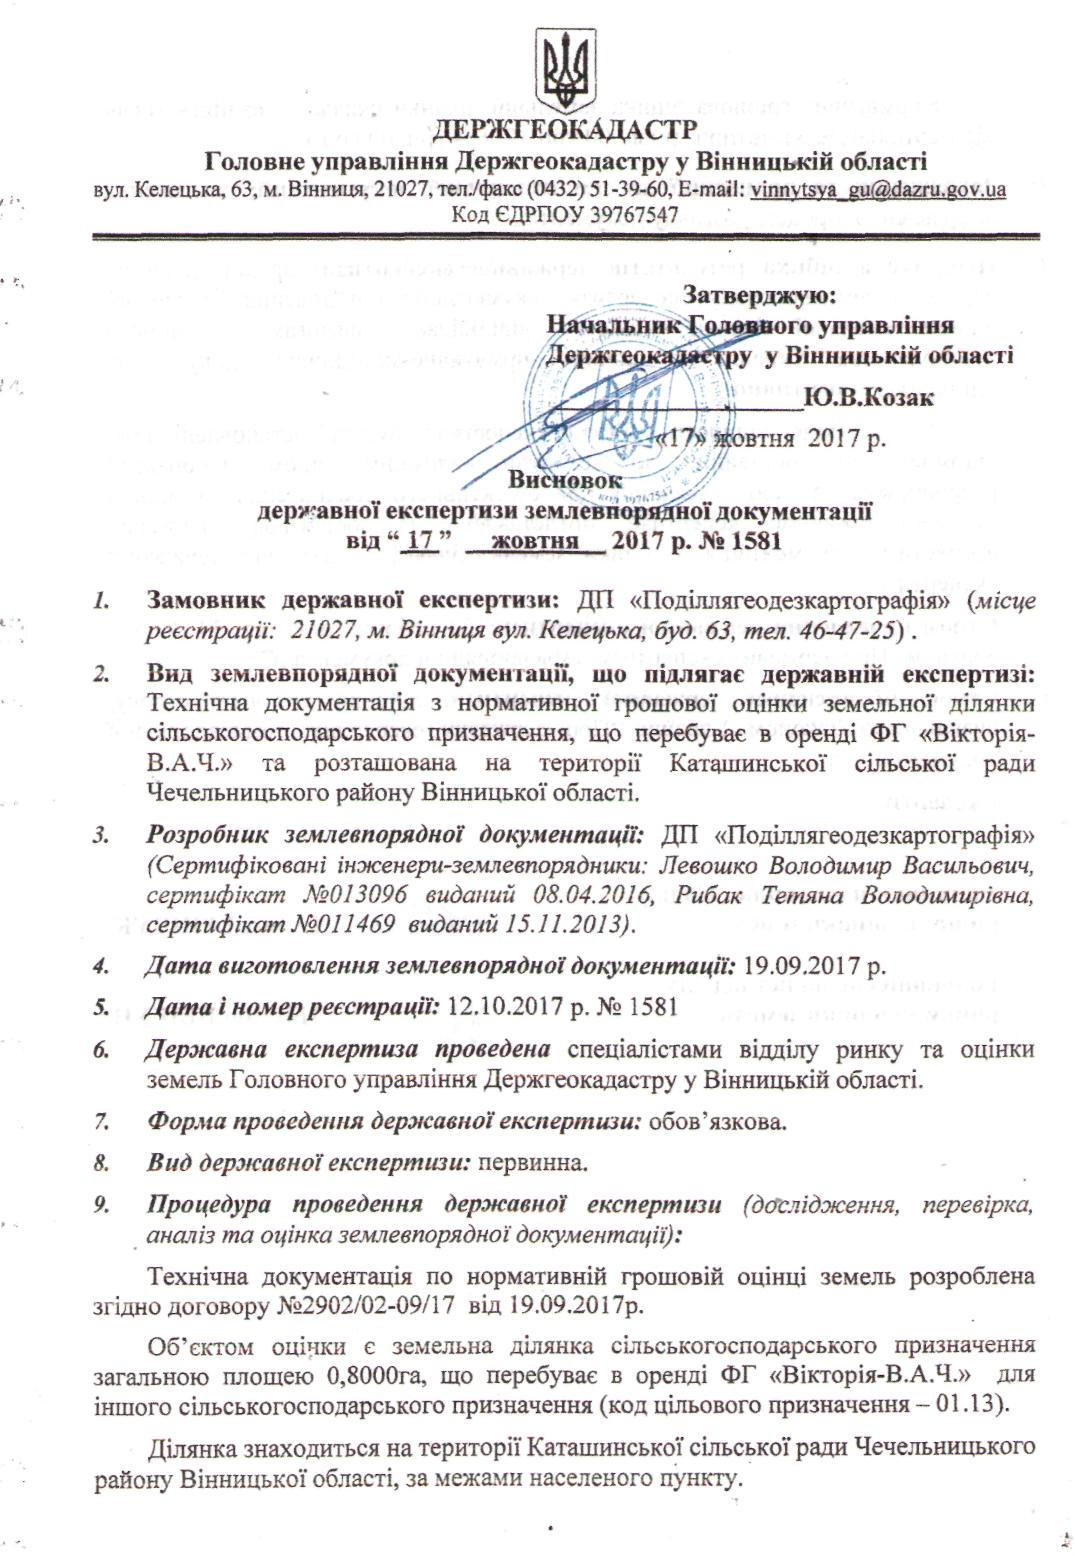 ДЕРЖГЕОКАДАСТР
Головне управління Держгеокадастру у Вінницькій області
вул. Келецька, 63, м. Вінниця, 21027, тел./факс (0432) 51-39-60, E-mail: vinnytsya_gu@dazru.gov.ua
Код ЄДРПОУ 39767547
Затверджую:
Начальник Головного управління
Держгеокадастру у Вінницькій області
Ю.В.Козак
«17» жовтня 2017 р.
Висновок
державної експертизи землевпорядної документації
від “ 17 ” жовтня 2017 р. № 1581
1. Замовник державної експертизи: ДП «Поділлягеодезкартографія» (місце
реєстрації: 21027, м. Вінниця вул. Келецька, буд. 63, тел. 46-47-25) .
2. Вид землевпорядної документації, що підлягає державній експертизі:
Технічна документація з нормативної грошової оцінки земельної ділянки
сільськогосподарського призначення, що перебуває в оренді ФГ «Вікторія-
В.А.Ч.» та розташована на території Каташинської сільської ради
Чечельницького району Вінницької області.
3. Розробник землевпорядної документації: ДП «Поділлягеодезкартографія»
(Сертифіковані інженери-землевпорядники: Левошко Володимир Васильович,
сертифікат №013096 виданий 08.04.2016, Рибак Тетяна Володимирівна,
сертифікат №011469 виданий 15.11.2013).
4. Дата виготовлення землевпорядної документації: 19.09.2017 р.
5. Дата і номер реєстрації: 12.10.2017 р. № 1581
6. Державна експертиза проведена спеціалістами відділу ринку та оцінки
земель Головного управління Держгеокадастру у Вінницькій області.
7. Форма проведення державної експертизи: обов’язкова.
8. Вид державної експертизи: первинна.
9. Процедура проведення державної експертизи (дослідження, перевірка,
аналіз та оцінка землевпорядної документації):
Технічна документація по нормативній грошовій оцінці земель розроблена
згідно договору №2902/02-09/17 від 19.09.2017р.
Об’єктом оцінки є земельна ділянка сільськогосподарського призначення
загальною площею 0,8000га, що перебуває в оренді ФГ «Вікторія-В.А.Ч.» для
іншого сільськогосподарського призначення (код цільового призначення – 01.13).
Ділянка знаходиться на території Каташинської сільської ради Чечельницького
району Вінницької області, за межами населеного пункту.